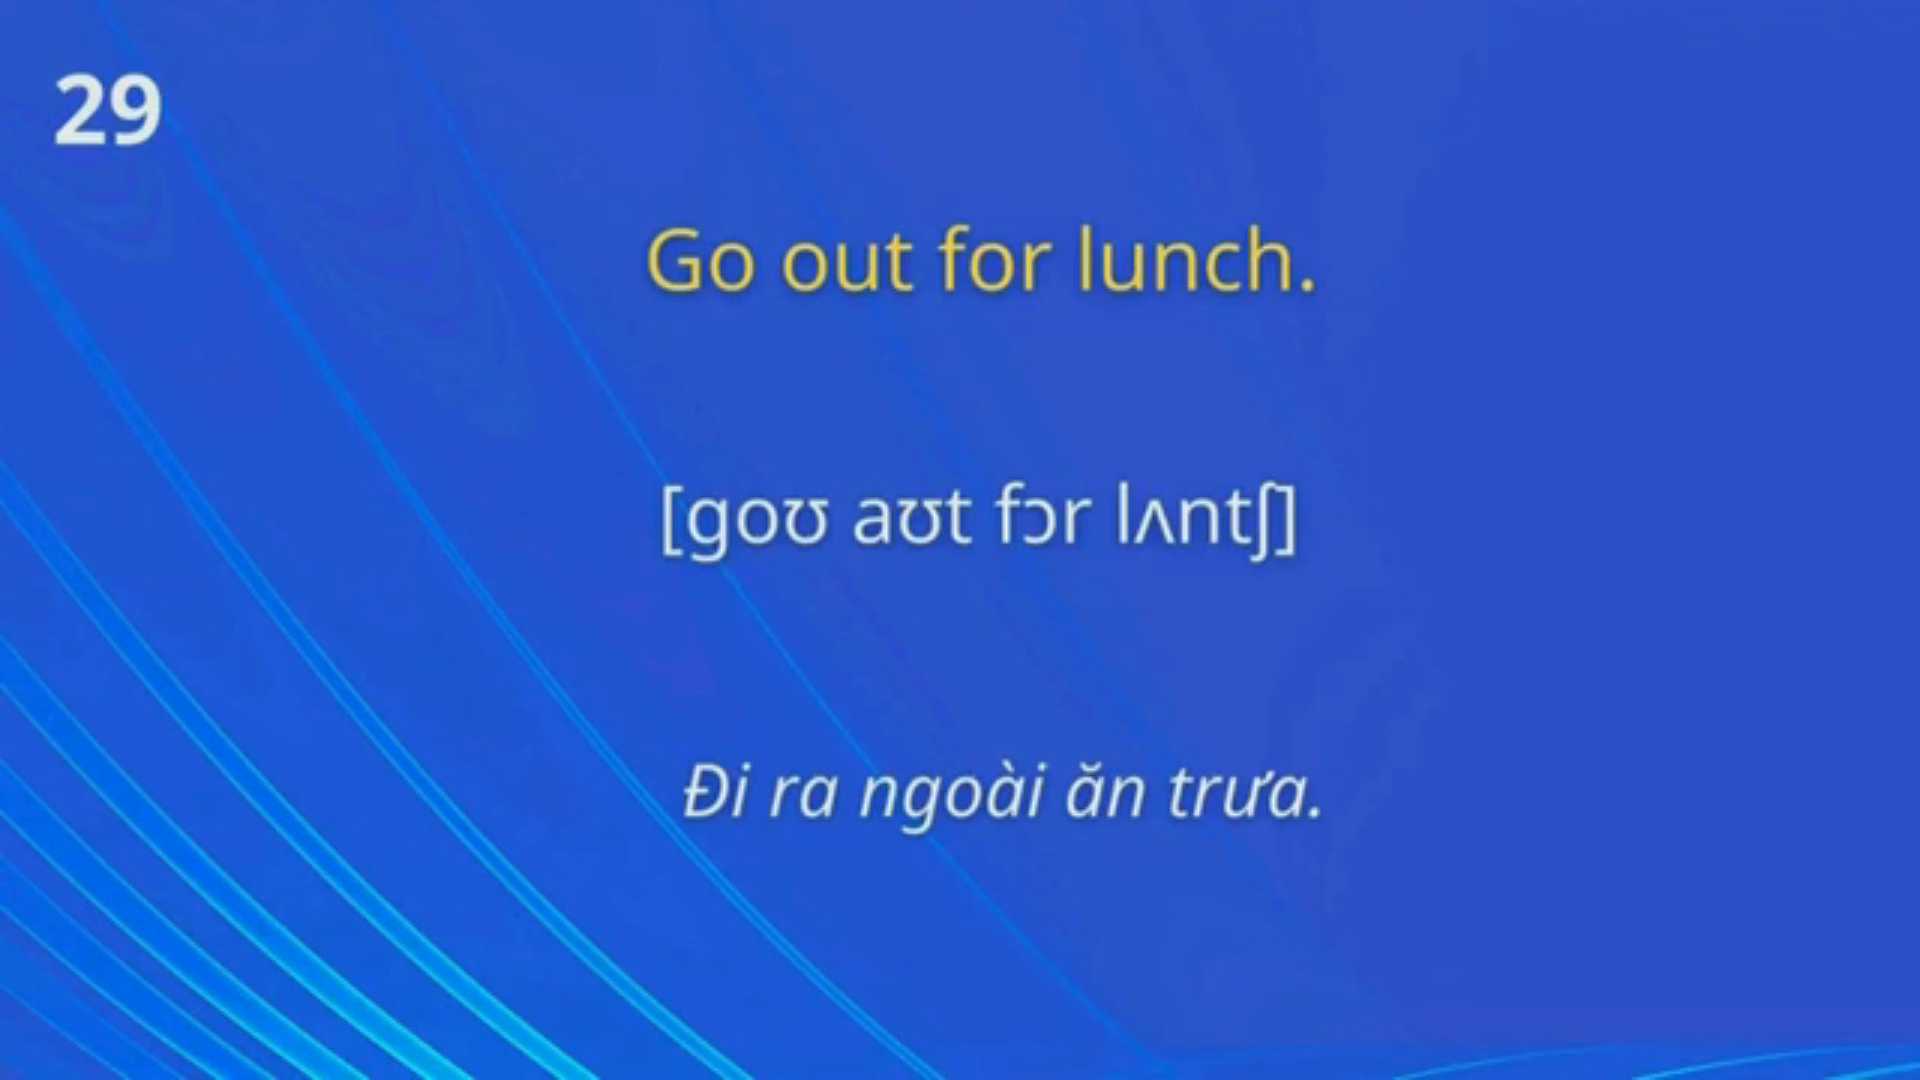 29
Go out for lunch.
[goʊ aʊt fɔr lʌntʃ]
Đi ra ngoài ăn trưa.